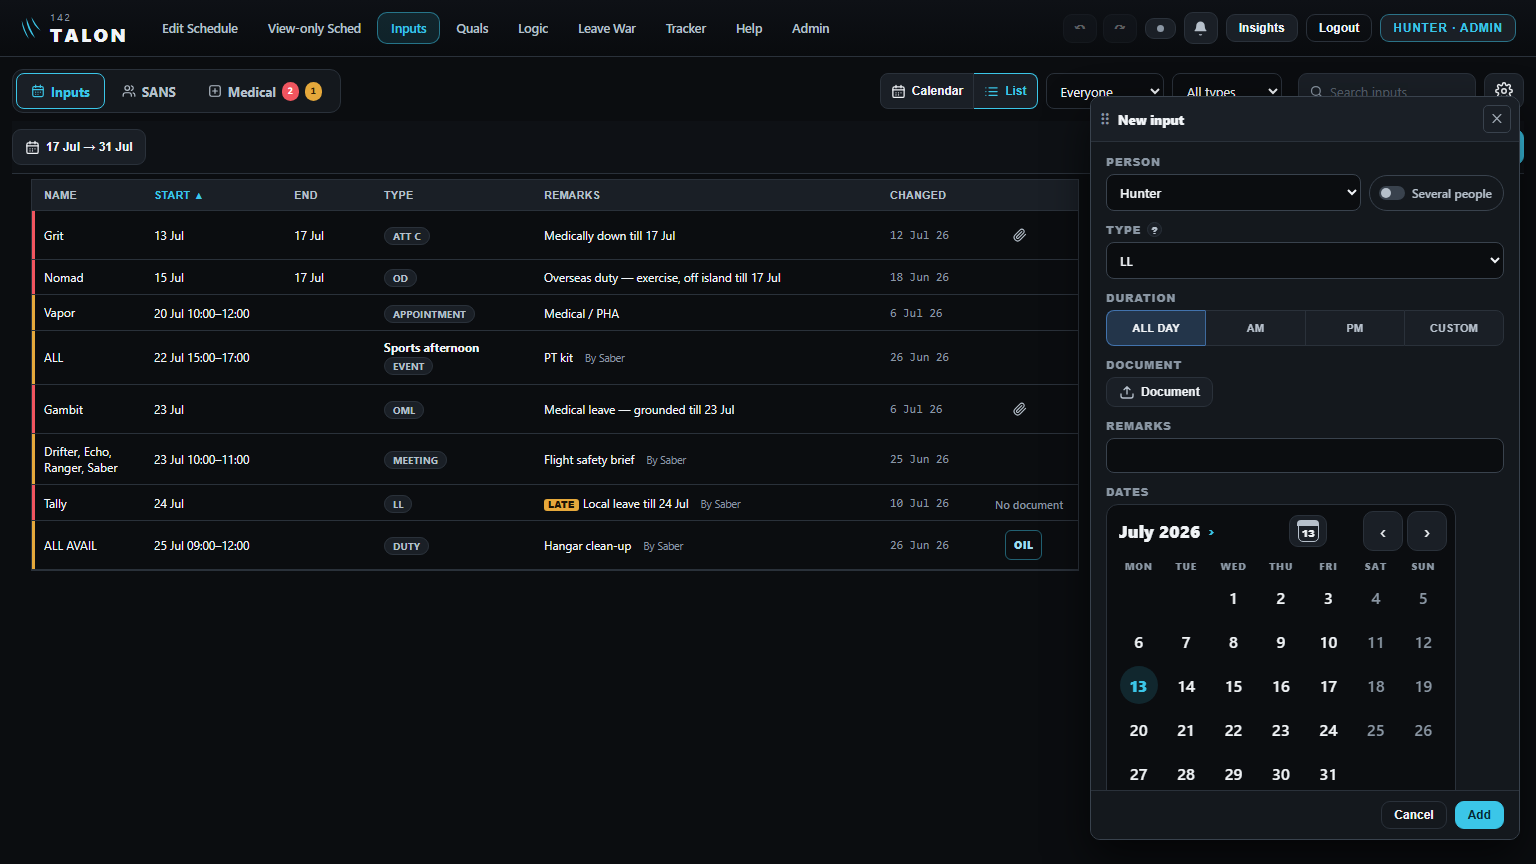 142
TALON
Edit Schedule
View-only Sched
Inputs
Quals
Logic
Leave War
Tracker
Help
Admin
Insights
Logout
HUNTER · ADMIN
Inputs
SANS
Medical 2 1
Calendar
List
Everyone
All types
Search inputs
17 Jul → 31 Jul
NAME START ▲ END TYPE REMARKS CHANGED
Grit 13 Jul 17 Jul ATT C Medically down till 17 Jul 12 Jul 26
Nomad 15 Jul 17 Jul OD Overseas duty — exercise, off island till 17 Jul 18 Jun 26
Vapor 20 Jul 10:00–12:00 APPOINTMENT Medical / PHA 6 Jul 26
ALL 22 Jul 15:00–17:00 Sports afternoon EVENT PT kit By Saber 26 Jun 26
Gambit 23 Jul OML Medical leave — grounded till 23 Jul 6 Jul 26
Drifter, Echo,
Ranger, Saber 23 Jul 10:00–11:00 MEETING Flight safety brief By Saber 25 Jun 26
Tally 24 Jul LL LATE Local leave till 24 Jul By Saber 10 Jul 26 No document
ALL AVAIL 25 Jul 09:00–12:00 DUTY Hangar clean-up By Saber 26 Jun 26 OIL
New input
PERSON
Hunter
Several people
TYPE ?
LL
DURATION
ALL DAY AM PM CUSTOM
DOCUMENT
Document
REMARKS
DATES
July 2026 › 13 ‹ ›
MON TUE WED THU FRI SAT SUN
1 2 3 4 5
6 7 8 9 10 11 12
13 14 15 16 17 18 19
20 21 22 23 24 25 26
27 28 29 30 31
Cancel
Add